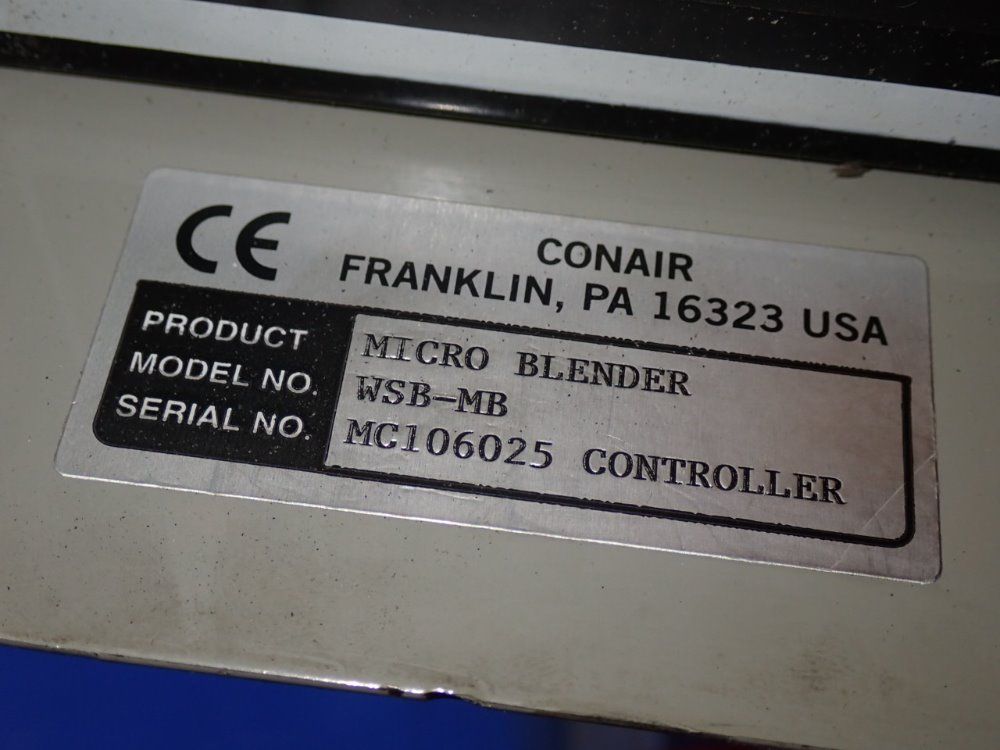 CE
CONAIR
FRANKLIN, PA 16323 USA
PRODUCT MICRO BLENDER
MODEL NO. WSB-MB
SERIAL NO. MC106025 CONTROLLER